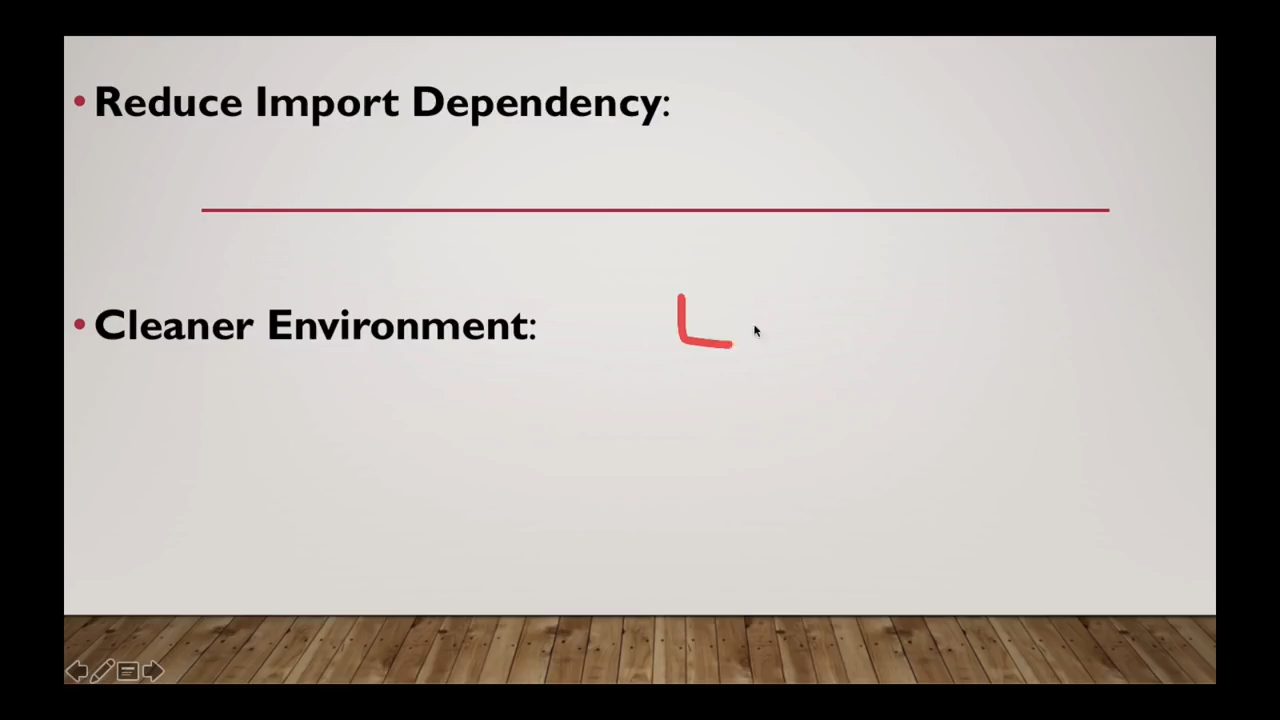 • Reduce Import Dependency:
• Cleaner Environment:
L